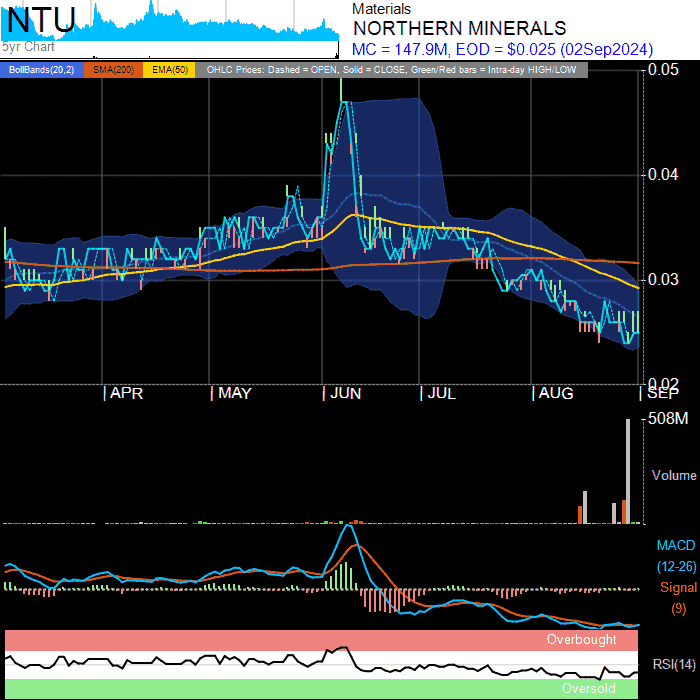 NTU
5yr Chart
Materials
NORTHERN MINERALS
MC = 147.9M, EOD = $0.025 (02Sep2024)
BollBands(20,2) SMA(200) EMA(50) OHLC Prices: Dashed = OPEN, Solid = CLOSE, Green/Red bars = Intra-day HIGH/LOW
0.05
0.04
0.03
0.02
APR MAY JUN JUL AUG SEP
508M
Volume
MACD
(12-26)
Signal
(9)
Overbought
RSI(14)
Oversold